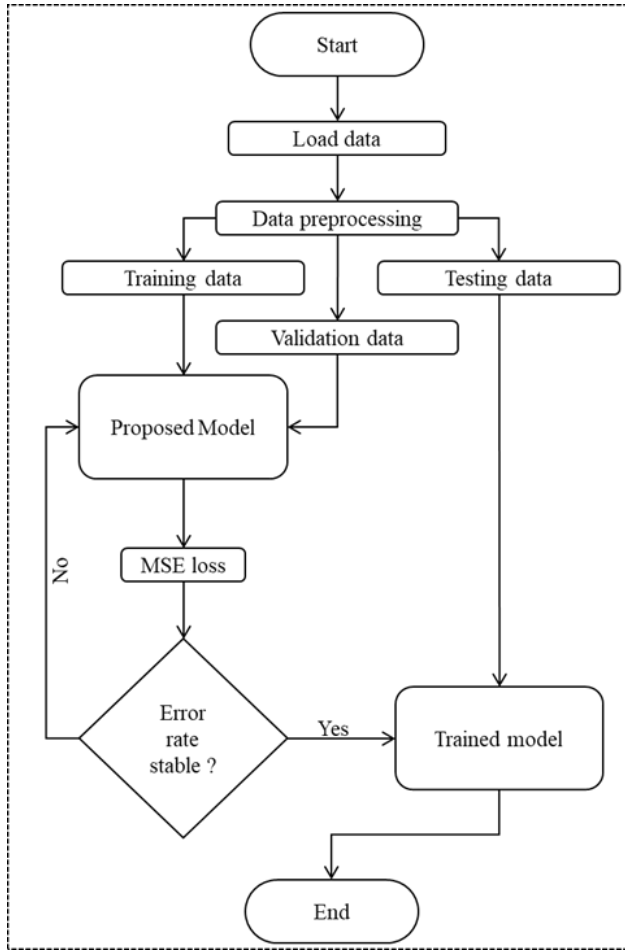 Start
Load data
Data preprocessing
Training data
Testing data
Validation data
Proposed Model
No
MSE loss
Error
rate
stable ?
Yes
Trained model
End